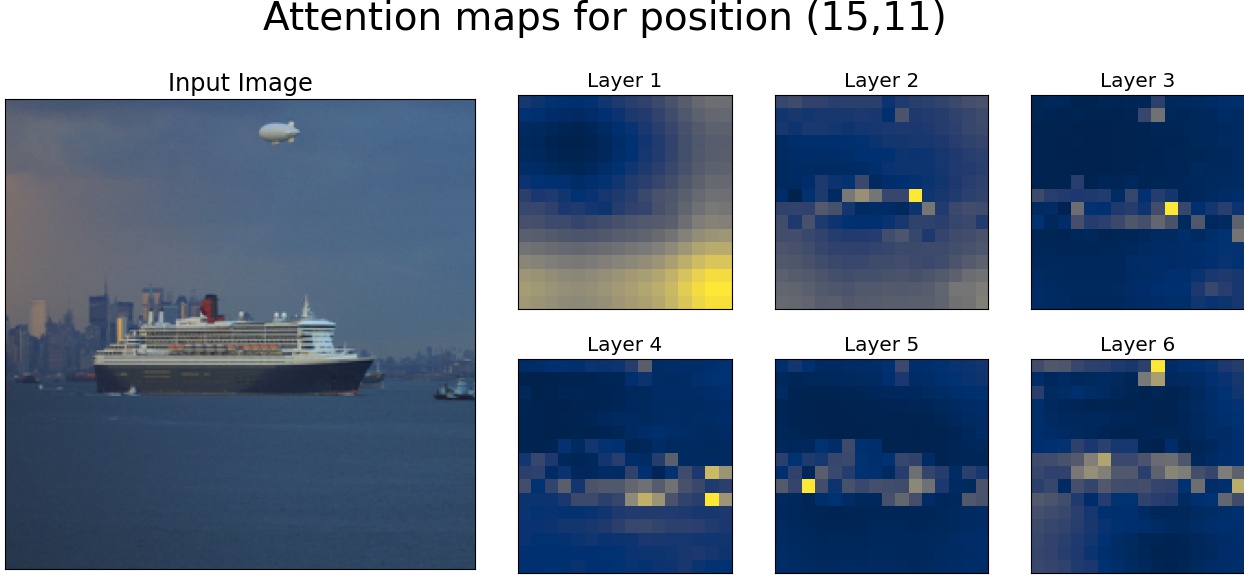 Attention maps for position (15,11)
Input Image
Layer 1
Layer 2
Layer 3
Layer 4
Layer 5
Layer 6